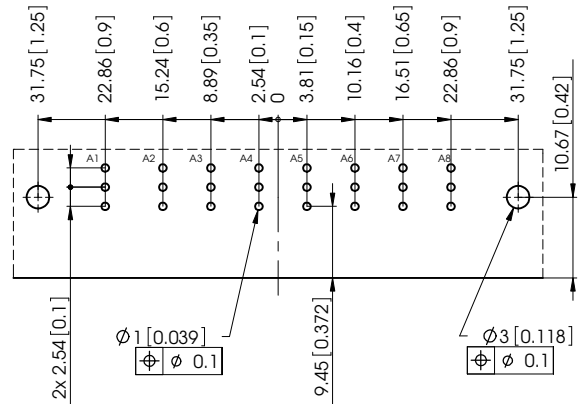 31.75 [1.25]
22.86 [0.9]
15.24 [0.6]
8.89 [0.35]
2.54 [0.1]
0
3.81 [0.15]
10.16 [0.4]
16.51 [0.65]
22.86 [0.9]
31.75 [1.25]
10.67 [0.42]
A1
A2
A3
A4
A5
A6
A7
A8
2x 2.54 [0.1]
Ø1 [0.039]
⌖ Ø 0.1
9.45 [0.372]
Ø3 [0.118]
⌖ Ø 0.1